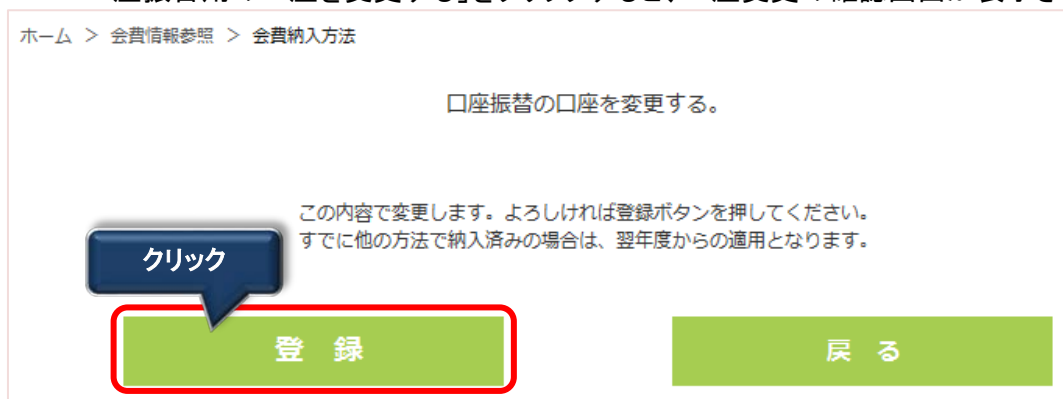 ホーム > 会費情報参照 > 会費納入方法
口座振替の口座を変更する。
この内容で変更します。よろしければ登録ボタンを押してください。
すでに他の方法で納入済みの場合は、翌年度からの適用となります。
クリック
登 録
戻 る